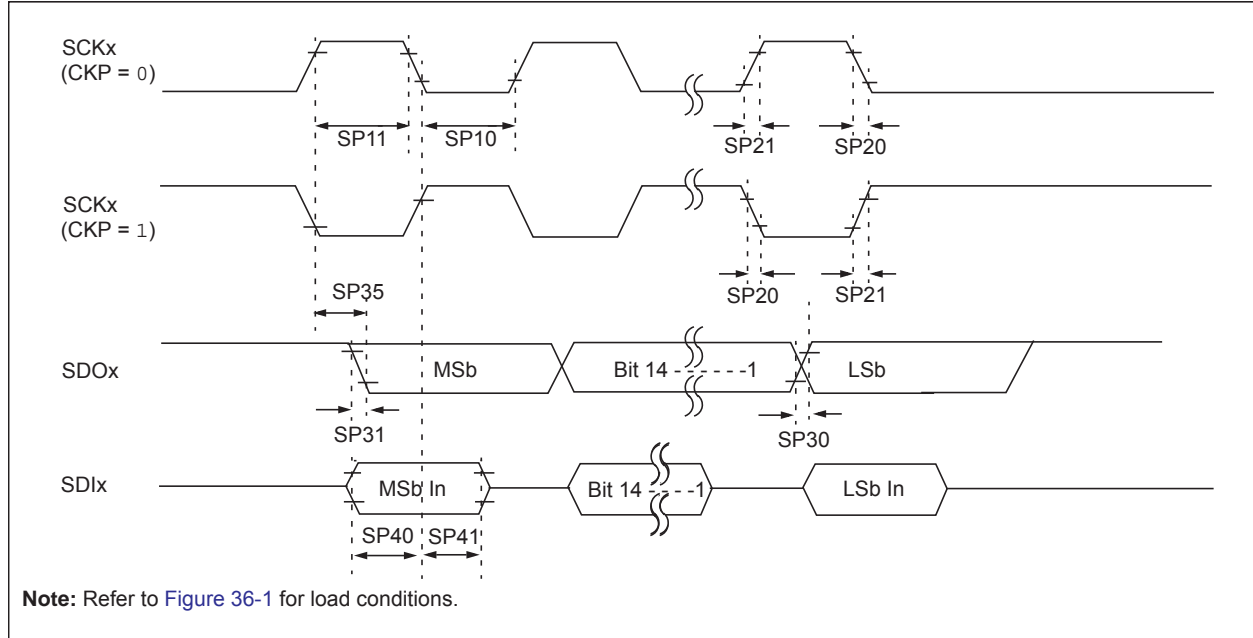 SCKx
(CKP = 0)
SP11
SP10
SP21
SP20
SCKx
(CKP = 1)
SP35
SP20
SP21
SDOx
MSb
Bit 14 - - - - - -1
LSb
SP31
SP30
SDIx
MSb In
Bit 14 - - - - -1
LSb In
SP40
SP41
Note: Refer to Figure 36-1 for load conditions.